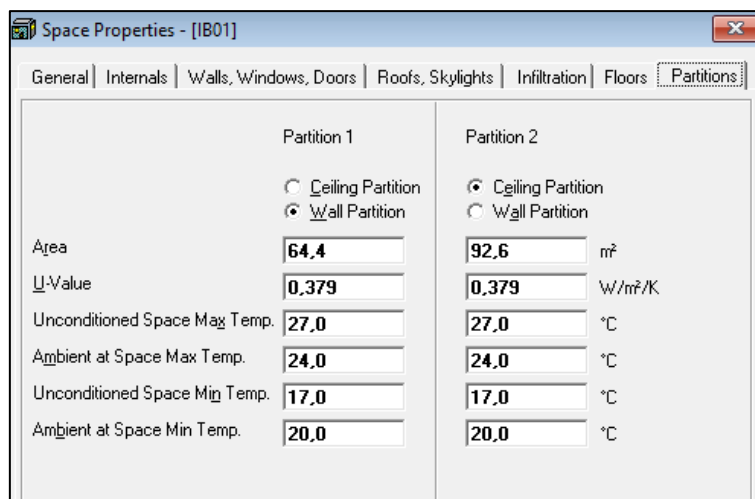 Space Properties - [IB01]
General Internals Walls, Windows, Doors Roofs, Skylights Infiltration Floors Partitions
Partition 1 Partition 2
Ceiling Partition Ceiling Partition
Wall Partition Wall Partition
Area 64,4 92,6 m²
U-Value 0,379 0,379 W/m²/K
Unconditioned Space Max Temp. 27,0 27,0 °C
Ambient at Space Max Temp. 24,0 24,0 °C
Unconditioned Space Min Temp. 17,0 17,0 °C
Ambient at Space Min Temp. 20,0 20,0 °C